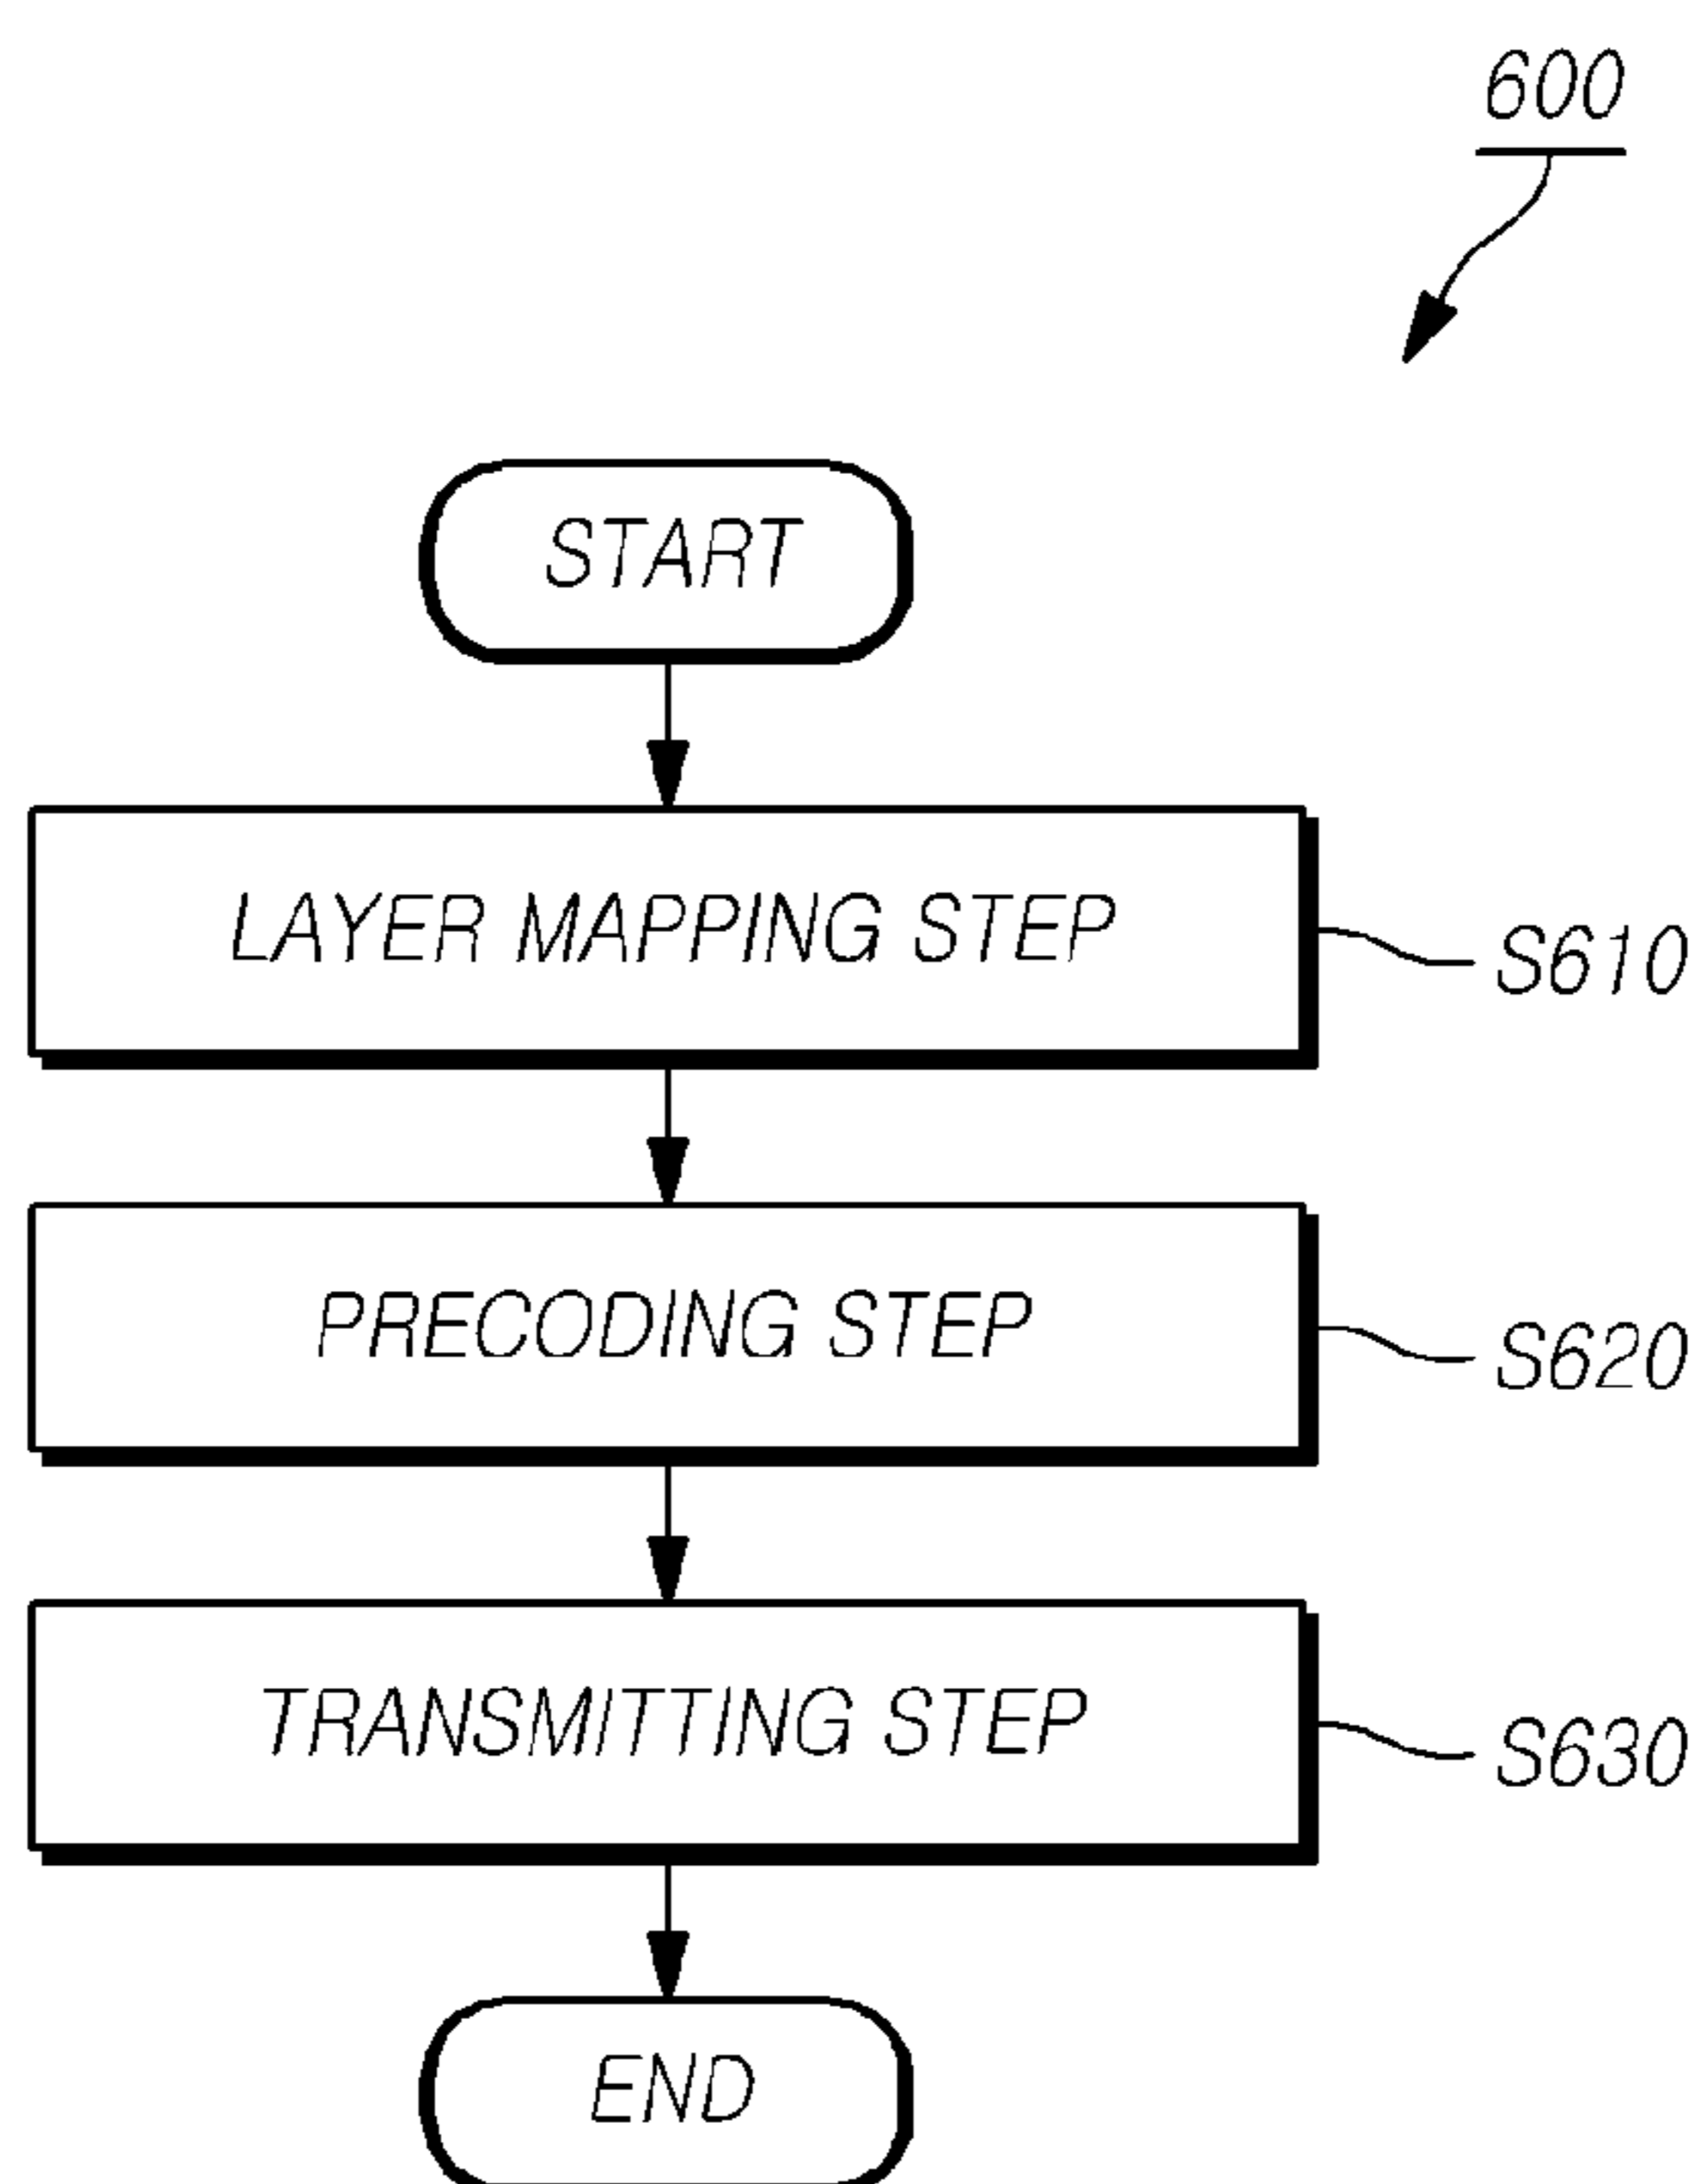 600
START
LAYER MAPPING STEP
S610
PRECODING STEP
S620
TRANSMITTING STEP
S630
END